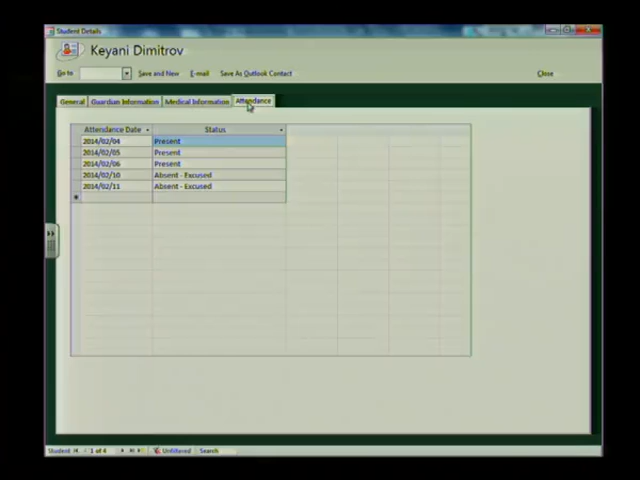 Student Details
Keyani Dimitrov
Go to
Save and New E-mail Save As Outlook Contact Close
General Guardian Information Medical Information Attendance
Attendance Date Status
2014/02/04 Present
2014/02/05 Present
2014/02/06 Present
2014/02/10 Absent - Excused
2014/02/11 Absent - Excused
Student 1 of 4 Unfiltered Search